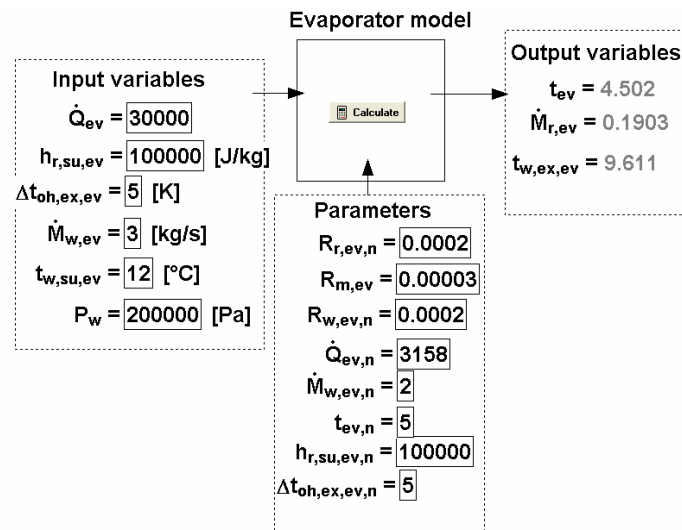 Evaporator model
Input variables
Q̇ev = 30000
hr,su,ev = 100000 [J/kg]
Δtoh,ex,ev = 5 [K]
Ṁw,ev = 3 [kg/s]
tw,su,ev = 12 [°C]
Pw = 200000 [Pa]
Calculate
Output variables
tev = 4.502
Ṁr,ev = 0.1903
tw,ex,ev = 9.611
Parameters
Rr,ev,n = 0.0002
Rm,ev = 0.00003
Rw,ev,n = 0.0002
Q̇ev,n = 3158
Ṁw,ev,n = 2
tev,n = 5
hr,su,ev,n = 100000
Δtoh,ex,ev,n = 5